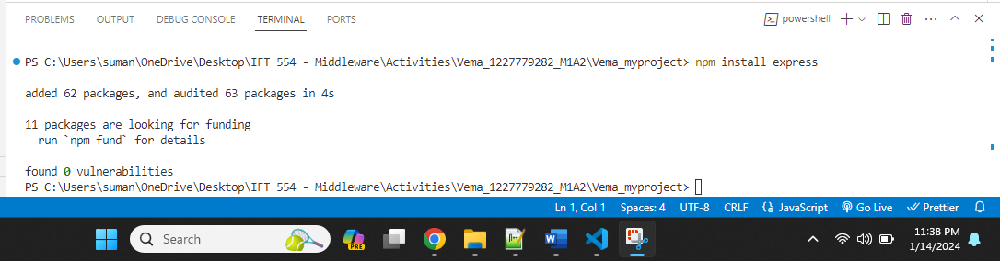 PROBLEMS OUTPUT DEBUG CONSOLE TERMINAL PORTS powershell
PS C:\Users\suman\OneDrive\Desktop\IFT 554 - Middleware\Activities\Vema_1227779282_M1A2\Vema_myproject> npm install express
added 62 packages, and audited 63 packages in 4s
11 packages are looking for funding
run `npm fund` for details
found 0 vulnerabilities
PS C:\Users\suman\OneDrive\Desktop\IFT 554 - Middleware\Activities\Vema_1227779282_M1A2\Vema_myproject>
Ln 1, Col 1 Spaces: 4 UTF-8 CRLF JavaScript Go Live Prettier
Search PRE 11:38 PM
1/14/2024